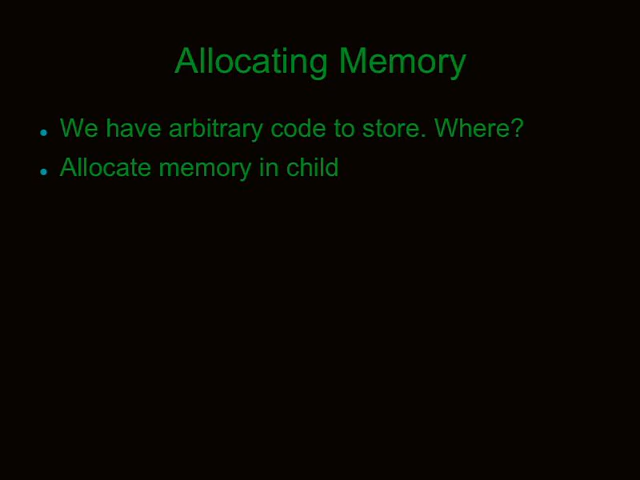 Allocating Memory
We have arbitrary code to store. Where?
Allocate memory in child